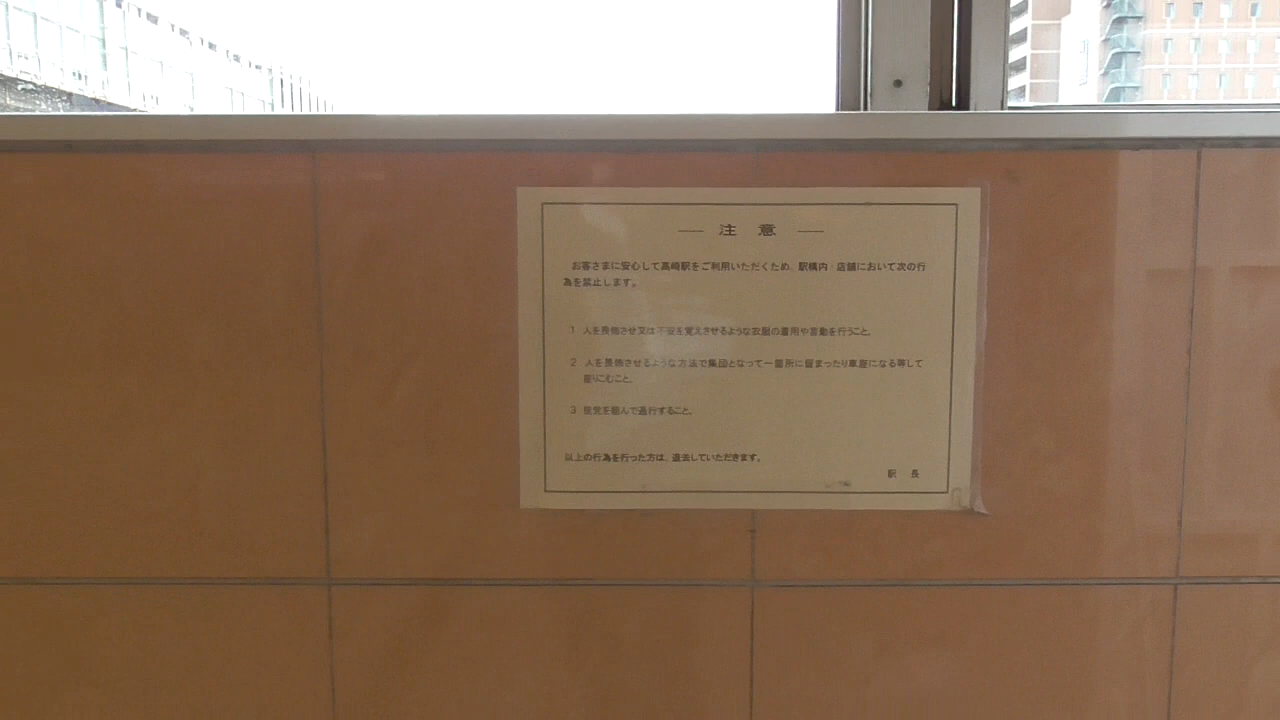 注 意
お客さまに安心して高崎駅をご利用いただくため、駅構内・店舗において次の行
為を禁止します。
1 人を畏怖させ又は不安を覚えさせるような衣服の着用や言動を行うこと。
2 人を畏怖させるような方法で集団となって一箇所に留まったり車座になる等して
座りこむこと。
3 徒党を組んで通行すること。
以上の行為を行った方は、退去していただきます。
駅 長